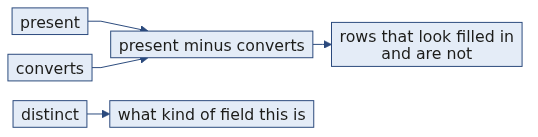 present
converts
present minus converts
rows that look filled in
and are not
distinct
what kind of field this is